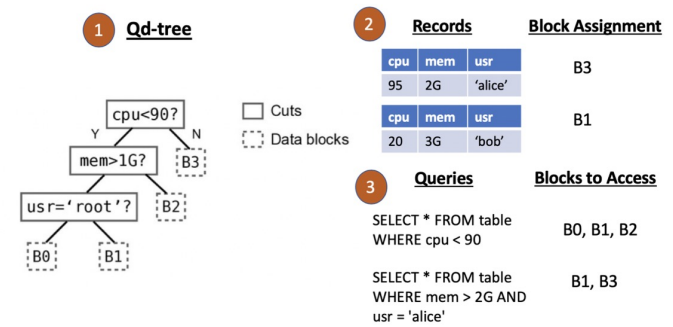 1 Qd-tree
cpu<90?
Y N
mem>1G? B3
usr='root'? B2
B0 B1
Cuts
Data blocks
2 Records Block Assignment
cpu mem usr
95 2G 'alice' B3
cpu mem usr
20 3G 'bob' B1
3 Queries Blocks to Access
SELECT * FROM table
WHERE cpu < 90
B0, B1, B2
SELECT * FROM table
WHERE mem > 2G AND
usr = 'alice'
B1, B3